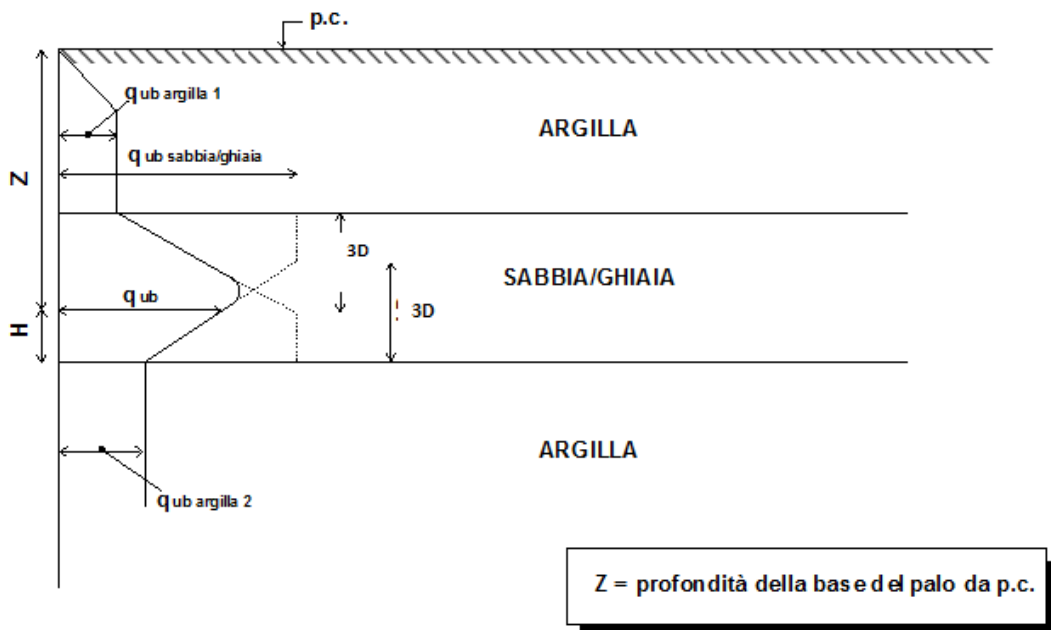 p.c.
q ub argilla 1
ARGILLA
q ub sabbia/ghiaia
Z
3D
SABBIA/GHIAIA
q ub
3D
H
ARGILLA
q ub argilla 2
Z = profondità della base del palo da p.c.